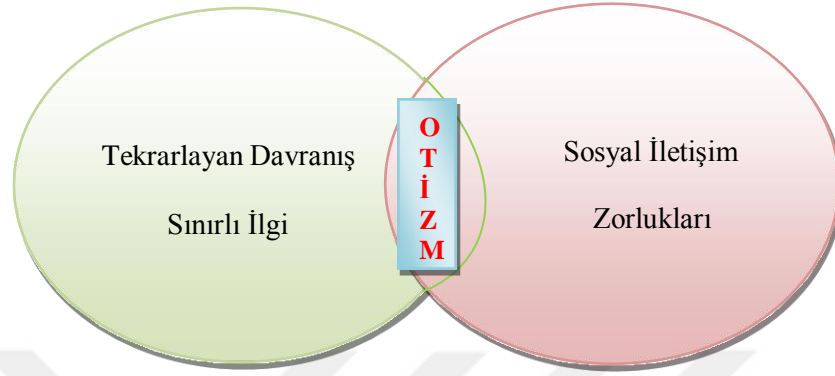 Tekrarlayan Davranış
Sınırlı İlgi
O
T
İ
Z
M
Sosyal İletişim
Zorlukları